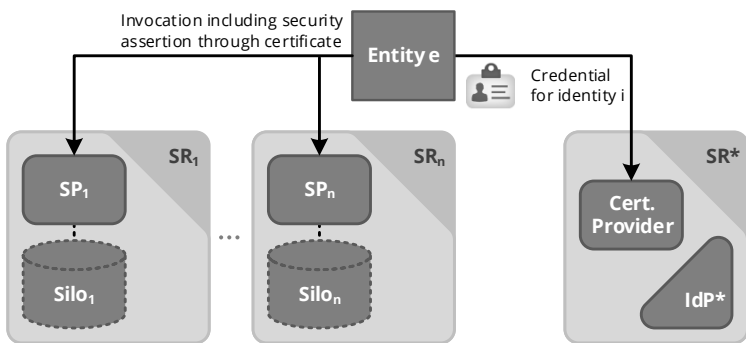 Invocation including security
assertion through certificate
Entity e
Credential
for identity i
SR₁
SP₁
Silo₁
...
SRₙ
SPₙ
Siloₙ
SR*
Cert.
Provider
IdP*